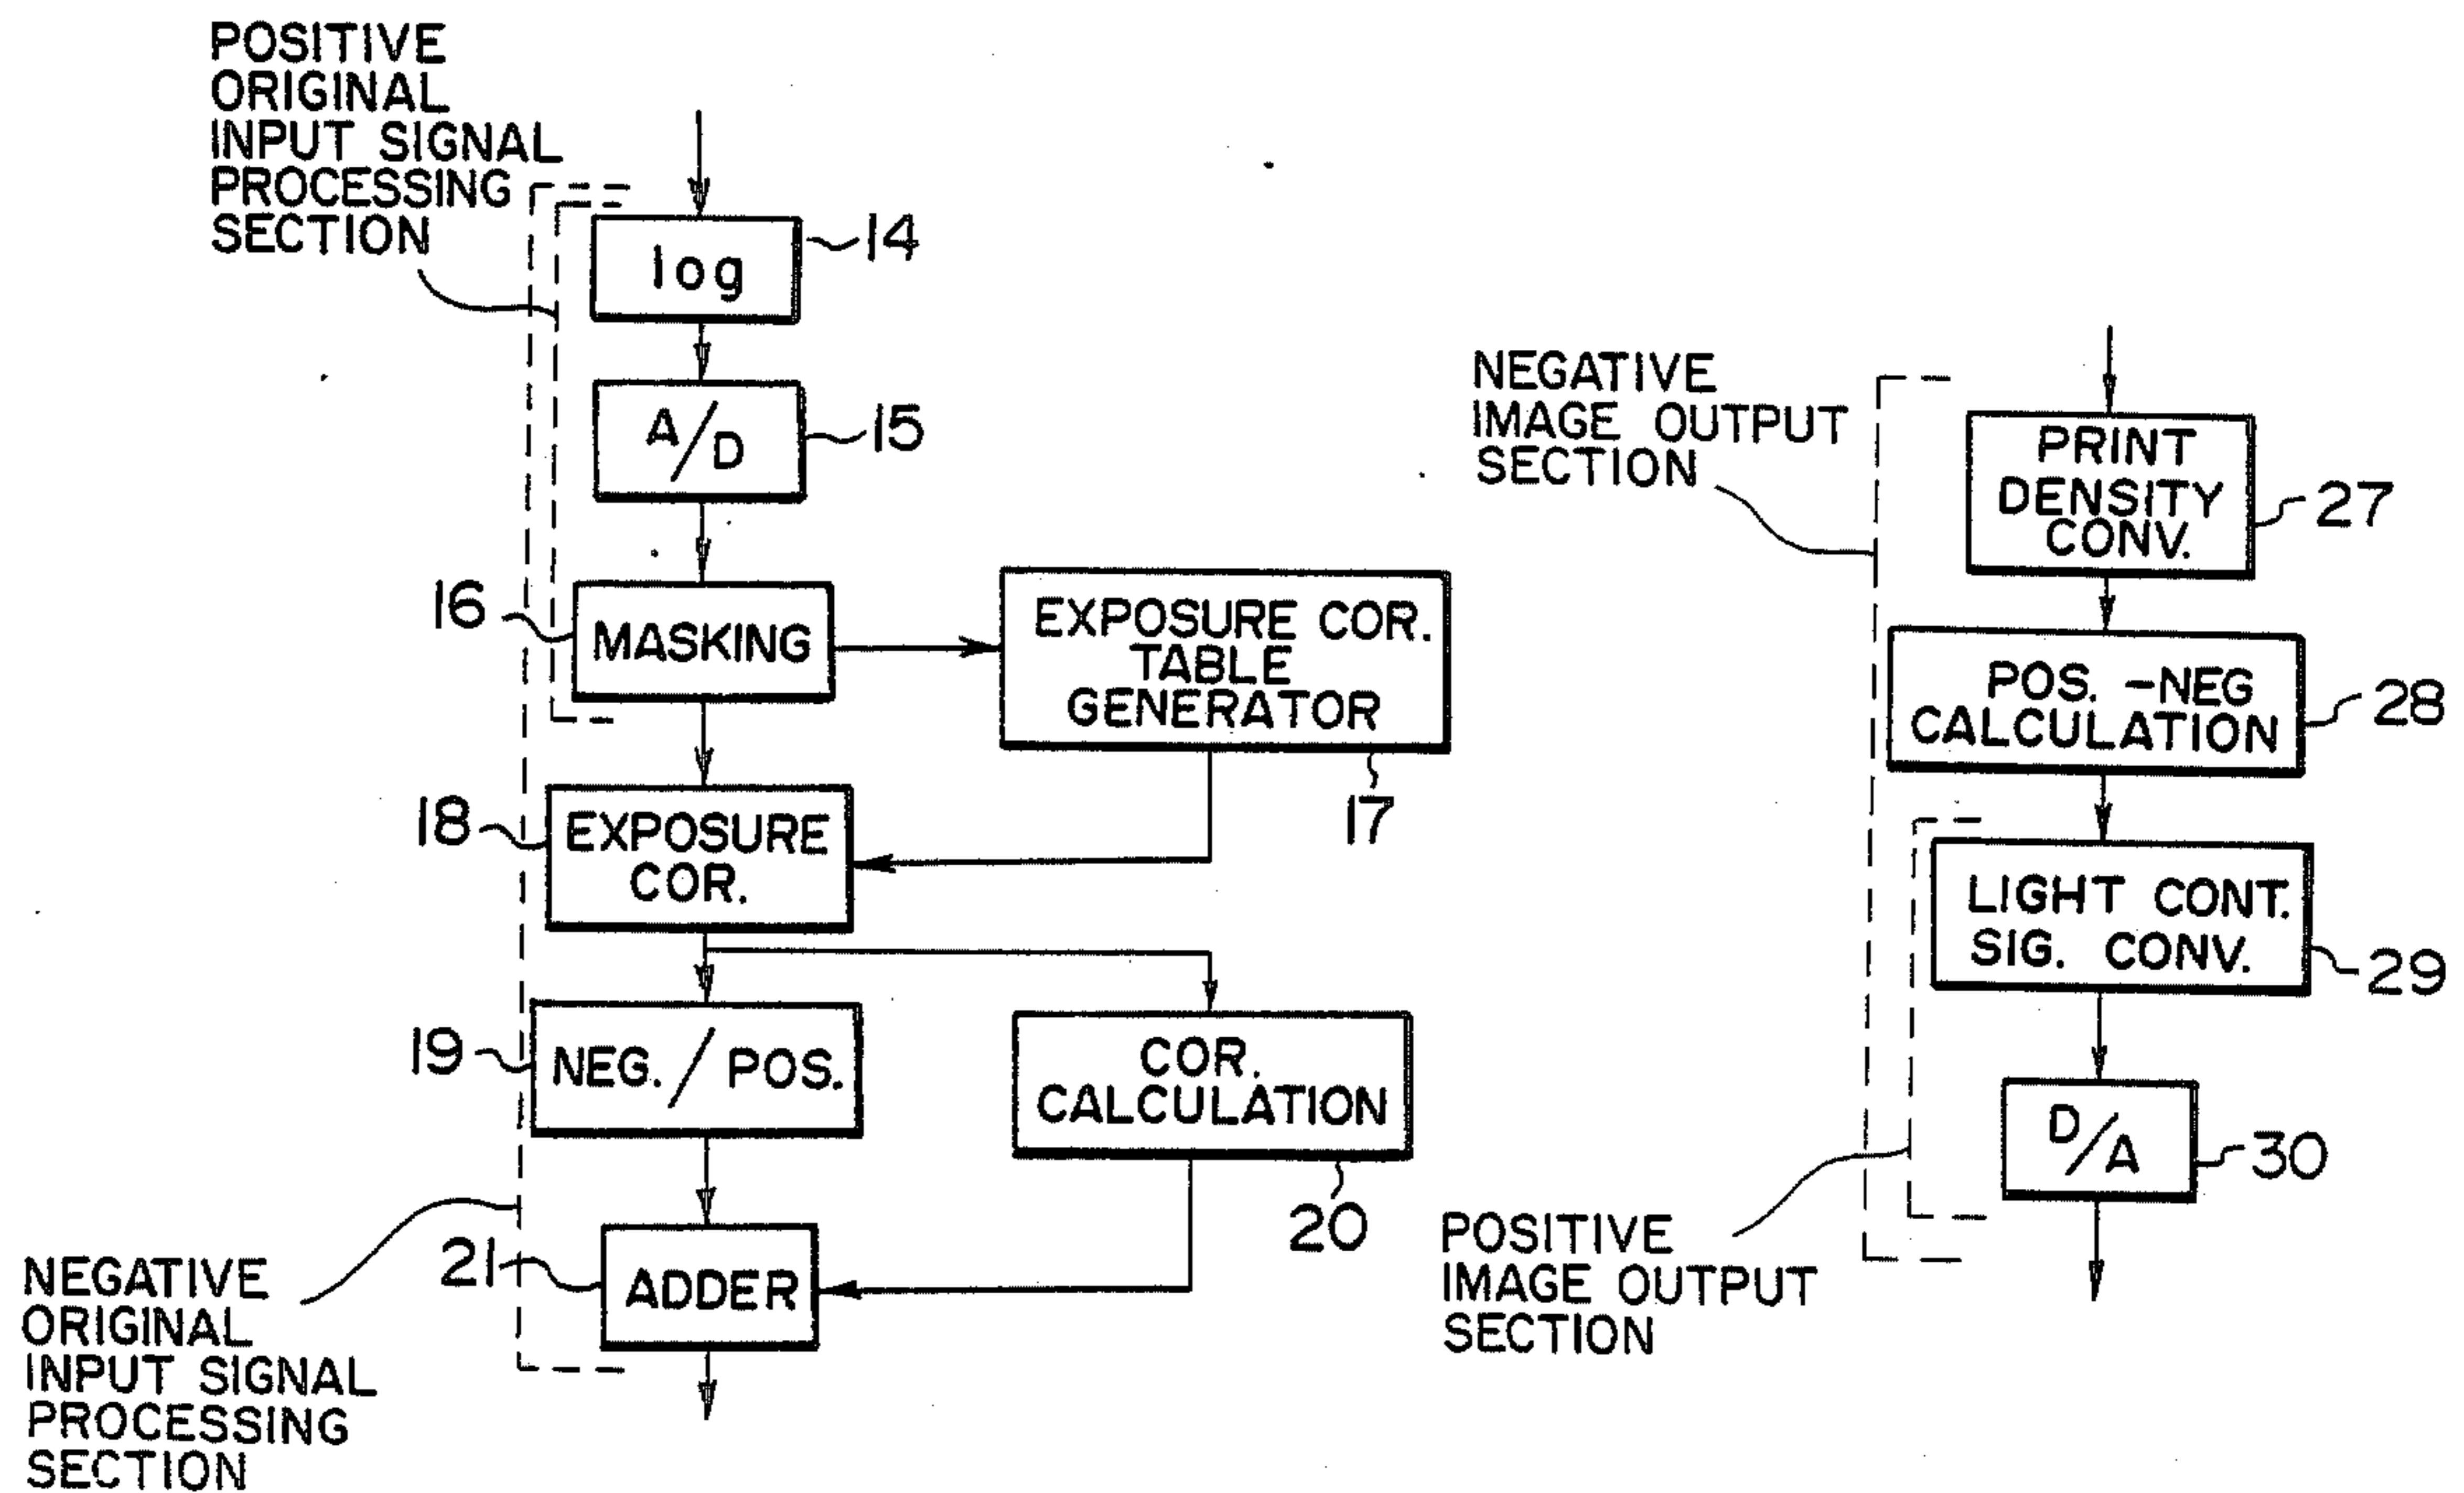 POSITIVE
ORIGINAL
INPUT SIGNAL
PROCESSING
SECTION
log
14
A/D
15
16
MASKING
EXPOSURE COR.
TABLE
GENERATOR
17
18
EXPOSURE
COR.
19
NEG. / POS.
COR.
CALCULATION
20
21
ADDER
NEGATIVE
ORIGINAL
INPUT SIGNAL
PROCESSING
SECTION
NEGATIVE
IMAGE OUTPUT
SECTION
PRINT
DENSITY
CONV.
27
POS. -NEG
CALCULATION
28
LIGHT CONT.
SIG. CONV.
29
D/A
30
POSITIVE
IMAGE OUTPUT
SECTION